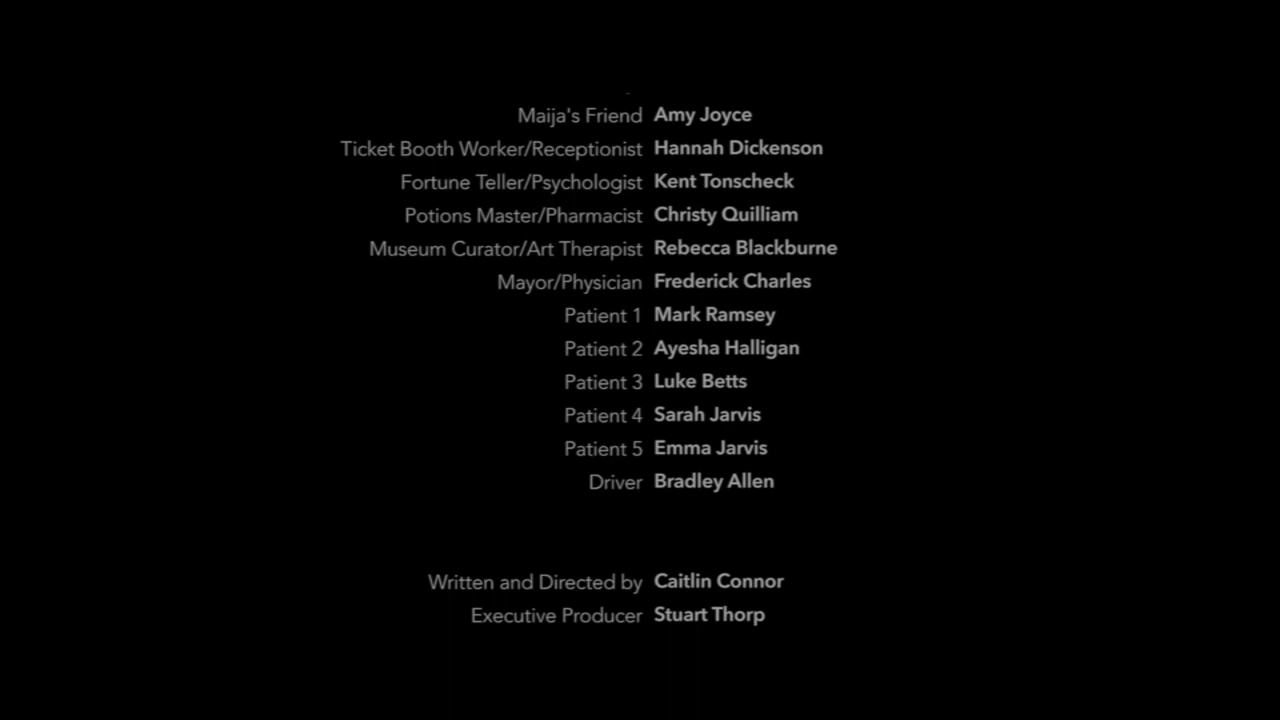 Maija's Friend Amy Joyce
Ticket Booth Worker/Receptionist Hannah Dickenson
Fortune Teller/Psychologist Kent Tonscheck
Potions Master/Pharmacist Christy Quilliam
Museum Curator/Art Therapist Rebecca Blackburne
Mayor/Physician Frederick Charles
Patient 1 Mark Ramsey
Patient 2 Ayesha Halligan
Patient 3 Luke Betts
Patient 4 Sarah Jarvis
Patient 5 Emma Jarvis
Driver Bradley Allen
Written and Directed by Caitlin Connor
Executive Producer Stuart Thorp